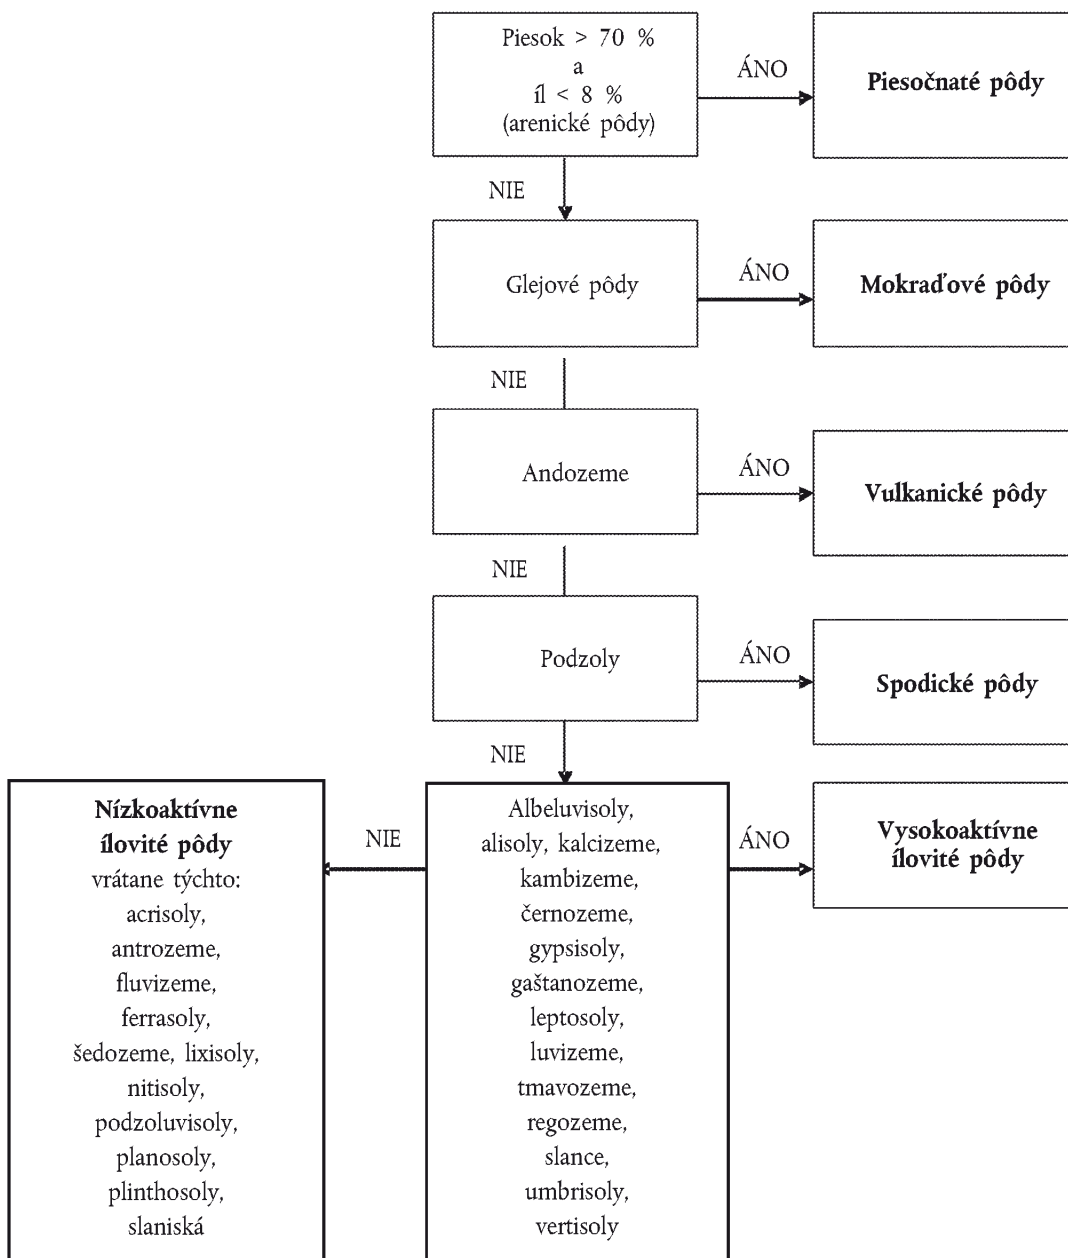 Piesok > 70 %
a
íl < 8 %
(arenické pôdy)
ÁNO
Piesočnaté pôdy
NIE
Glejové pôdy
ÁNO
Mokraďové pôdy
NIE
Andozeme
ÁNO
Vulkanické pôdy
NIE
Podzoly
ÁNO
Spodické pôdy
NIE
Nízkoaktívne
ílovité pôdy
vrátane týchto:
acrisoly,
antrozeme,
fluvizeme,
ferrasoly,
šedozeme, lixisoly,
nitisoly,
podzoluvisoly,
planosoly,
plinthosoly,
slaniská
NIE
Albeluvisoly,
alisoly, kalcizeme,
kambizeme,
černozeme,
gypsisoly,
gaštanozeme,
leptosoly,
luvizeme,
tmavozeme,
regozeme,
slance,
umbrisoly,
vertisoly
ÁNO
Vysokoaktívne
ílovité pôdy